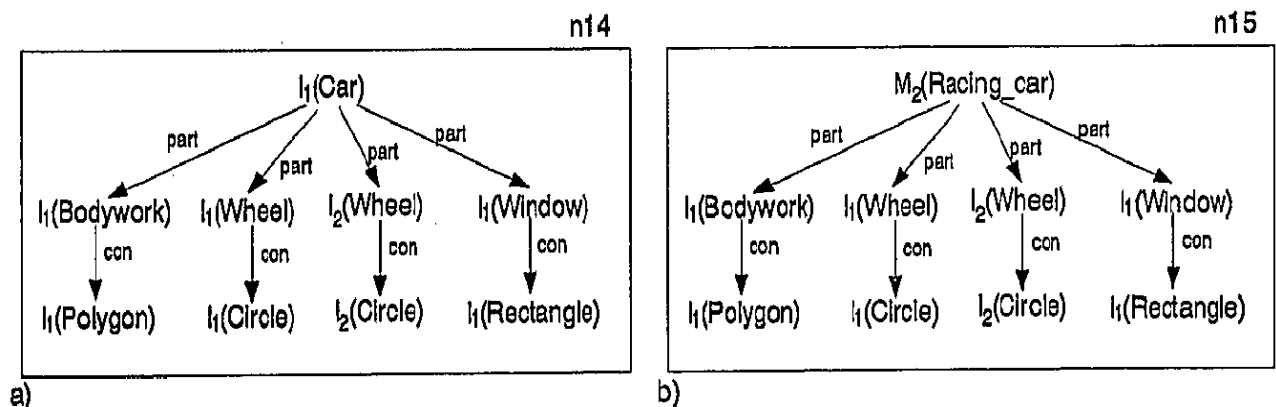 n14
I₁(Car)
part
part
part
part
I₁(Bodywork)
I₁(Wheel)
I₂(Wheel)
I₁(Window)
con
con
con
con
I₁(Polygon)
I₁(Circle)
I₂(Circle)
I₁(Rectangle)
a)
n15
M₂(Racing_car)
part
part
part
part
I₁(Bodywork)
I₁(Wheel)
I₂(Wheel)
I₁(Window)
con
con
con
con
I₁(Polygon)
I₁(Circle)
I₂(Circle)
I₁(Rectangle)
b)